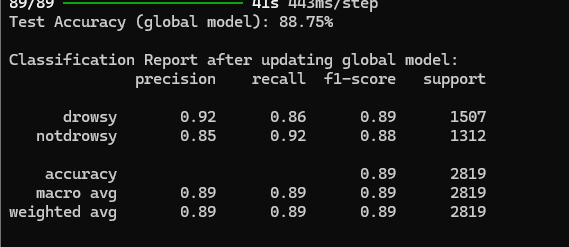 89/89 ━━━━━━━━━━━━━━━━━━━━ 41s 443ms/step
Test Accuracy (global model): 88.75%
Classification Report after updating global model:
precision recall f1-score support
drowsy 0.92 0.86 0.89 1507
notdrowsy 0.85 0.92 0.88 1312
accuracy 0.89 2819
macro avg 0.89 0.89 0.89 2819
weighted avg 0.89 0.89 0.89 2819